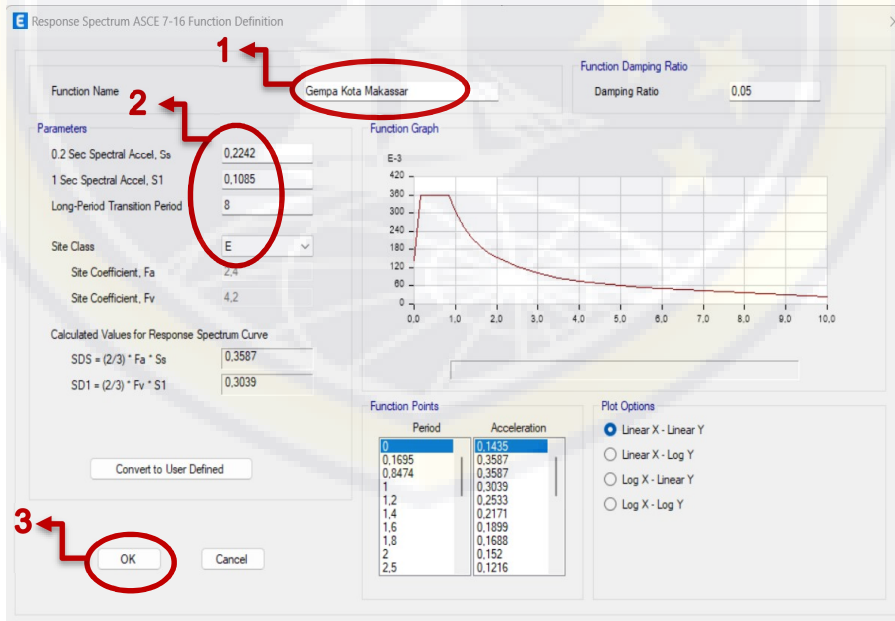 E Response Spectrum ASCE 7-16 Function Definition
1
Function Name
Gempa Kota Makassar
Function Damping Ratio
Damping Ratio 0,05
2
Parameters
0.2 Sec Spectral Accel, Ss 0,2242
1 Sec Spectral Accel, S1 0,1085
Long-Period Transition Period 8
Site Class E
Site Coefficient, Fa 2,4
Site Coefficient, Fv 4,2
Calculated Values for Response Spectrum Curve
SDS = (2/3) * Fa * Ss 0,3587
SD1 = (2/3) * Fv * S1 0,3039
Convert to User Defined
Function Graph
E-3
420
360
300
240
180
120
60
0
0,0 1,0 2,0 3,0 4,0 5,0 6,0 7,0 8,0 9,0 10,0
Function Points
Period Acceleration
0 0,1435
0,1695 0,3587
0,8474 0,3587
1 0,3039
1,2 0,2533
1,4 0,2171
1,6 0,1899
1,8 0,1688
2 0,152
2,5 0,1216
Plot Options
Linear X - Linear Y
Linear X - Log Y
Log X - Linear Y
Log X - Log Y
3
OK Cancel